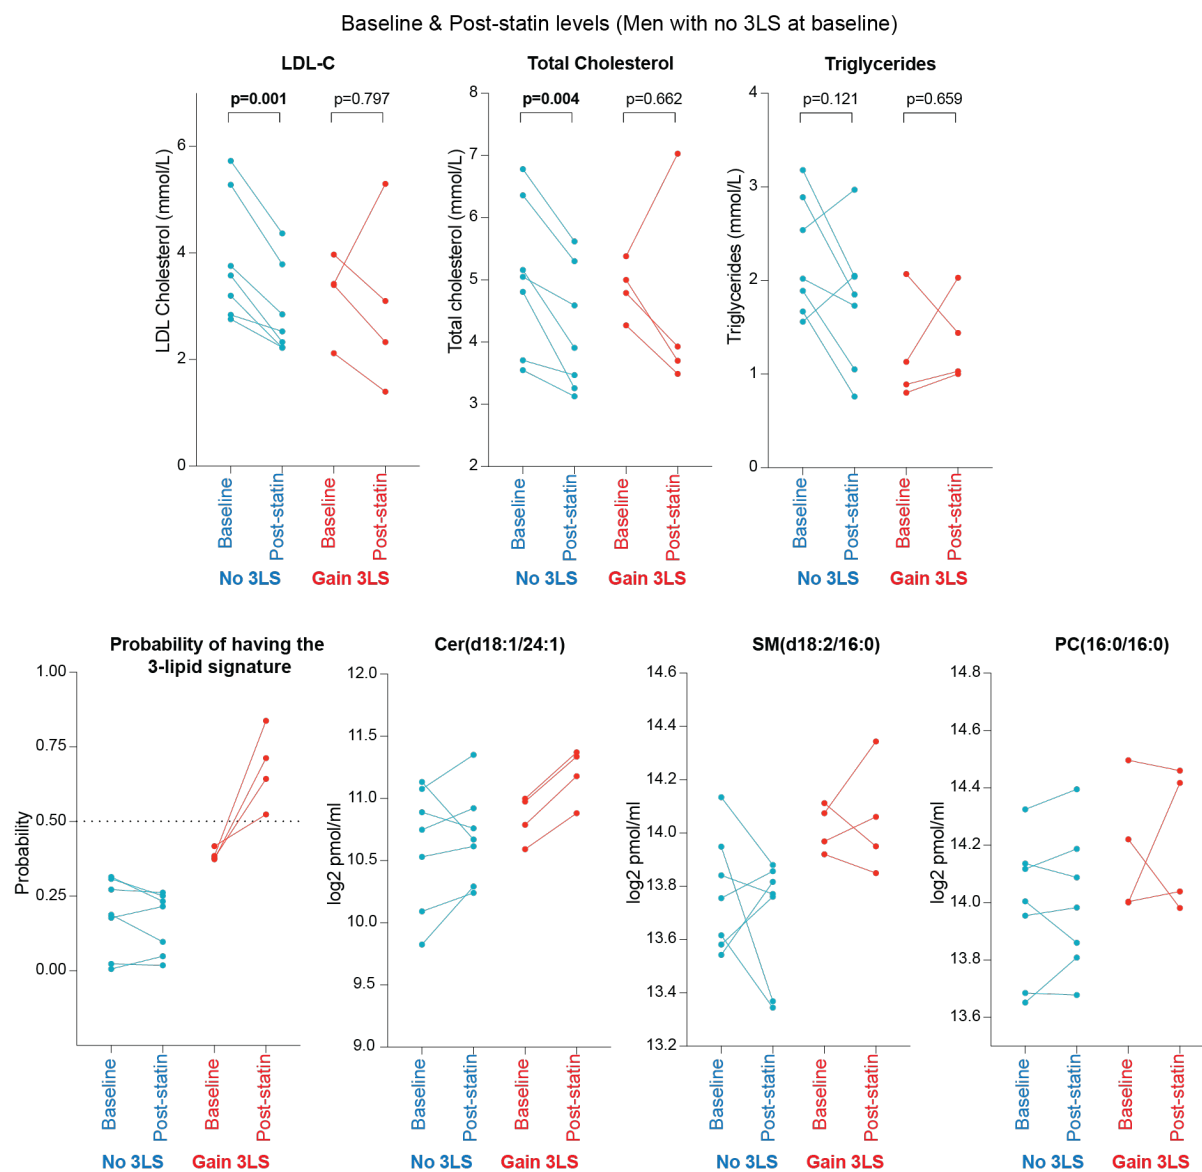 Baseline & Post-statin levels (Men with no 3LS at baseline)
LDL-C
p=0.001
p=0.797
LDL Cholesterol (mmol/L)
6
4
2
0
Baseline
Post-statin
Baseline
Post-statin
No 3LS
Gain 3LS
Total Cholesterol
p=0.004
p=0.662
Total cholesterol (mmol/L)
8
7
6
5
4
3
2
Baseline
Post-statin
Baseline
Post-statin
No 3LS
Gain 3LS
Triglycerides
p=0.121
p=0.659
Triglycerides (mmol/L)
4
3
2
1
0
Baseline
Post-statin
Baseline
Post-statin
No 3LS
Gain 3LS
Probability of having the
3-lipid signature
Probability
1.00
0.75
0.50
0.25
0.00
Baseline
Post-statin
Baseline
Post-statin
No 3LS
Gain 3LS
Cer(d18:1/24:1)
log2 pmol/ml
12.0
11.5
11.0
10.5
10.0
9.5
9.0
Baseline
Post-statin
Baseline
Post-statin
No 3LS
Gain 3LS
SM(d18:2/16:0)
log2 pmol/ml
14.6
14.4
14.2
14.0
13.8
13.6
13.4
13.2
Baseline
Post-statin
Baseline
Post-statin
No 3LS
Gain 3LS
PC(16:0/16:0)
log2 pmol/ml
14.8
14.6
14.4
14.2
14.0
13.8
13.6
Baseline
Post-statin
Baseline
Post-statin
No 3LS
Gain 3LS